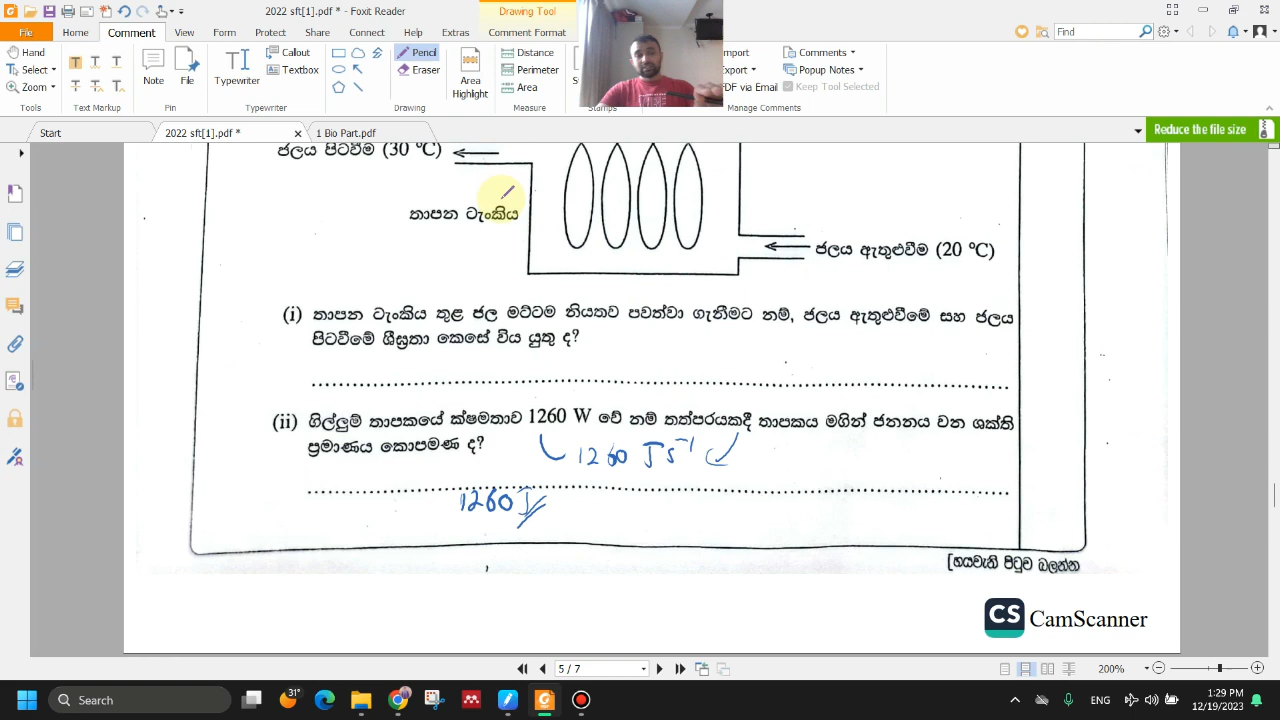 2022 sft[1].pdf * - Foxit Reader
Drawing Tool
File
Home
Comment
View
Form
Protect
Share
Connect
Help
Extras
Comment Format
Find
Hand
Select
Zoom
Tools
Text Markup
Note
File
Pin
Typewriter
Callout
Textbox
Typewriter
Pencil
Eraser
Drawing
Area
Highlight
Distance
Perimeter
Area
Measure
Stamps
Comments
Popup Notes
Keep Tool Selected
Manage Comments
Start
2022 sft[1].pdf *
1 Bio Part.pdf
Reduce the file size
ජලය පිටවීම (30 °C)
තාපන ටැංකිය
ජලය ඇතුළුවීම (20 °C)
(i) තාපන ටැංකිය තුළ ජල මට්ටම නියතව පවත්වා ගැනීමට නම්, ජලය ඇතුළුවීමේ සහ ජලය
පිටවීමේ ශීඝ්‍රතා කෙසේ විය යුතු ද?
(ii) ගිල්ලුම් තාපකයේ ක්ෂමතාව 1260 W වේ නම් තත්පරයකදී තාපකය මගින් ජනනය වන ශක්ති
ප්‍රමාණය කොපමණ ද?
1260 J s⁻¹
1260 J
[හයවැනි පිටුව බලන්න
CS CamScanner
5 / 7
200%
Search
31°
ENG
1:29 PM
12/19/2023